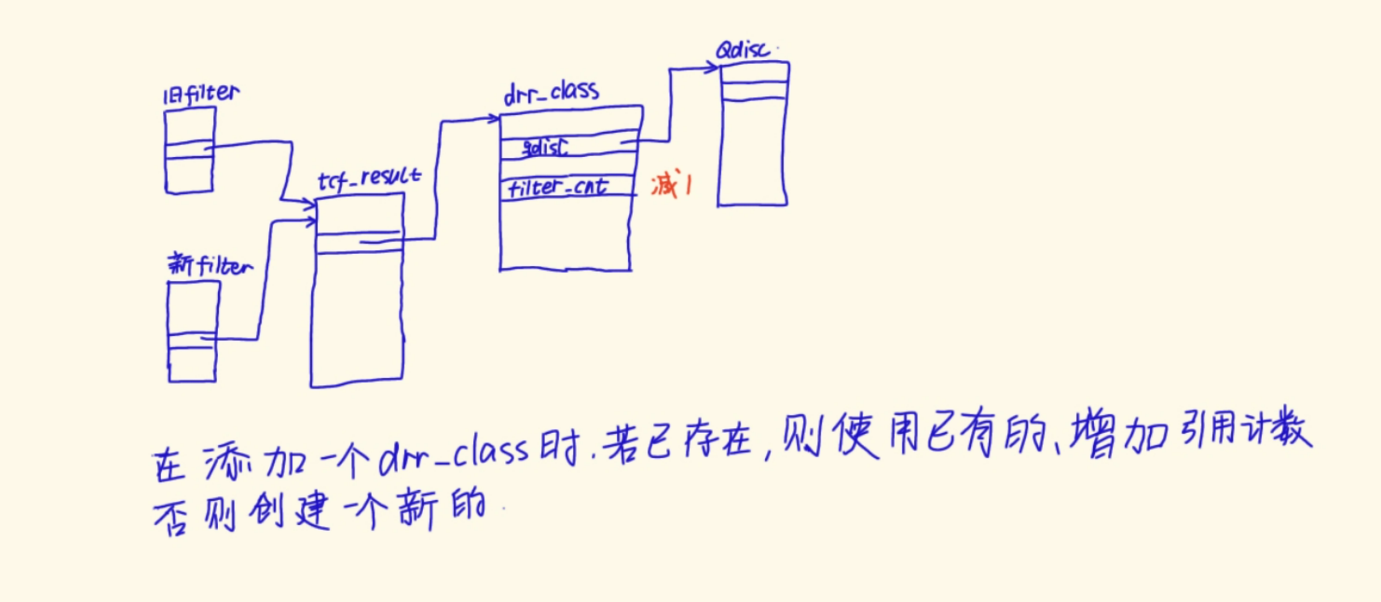 Qdisc
旧filter
drr_class
qdisc
tcf_result
filter_cnt
减1
新filter
在添加一个drr_class时.若已存在,则使用已有的、增加引用计数
否则创建一个新的.